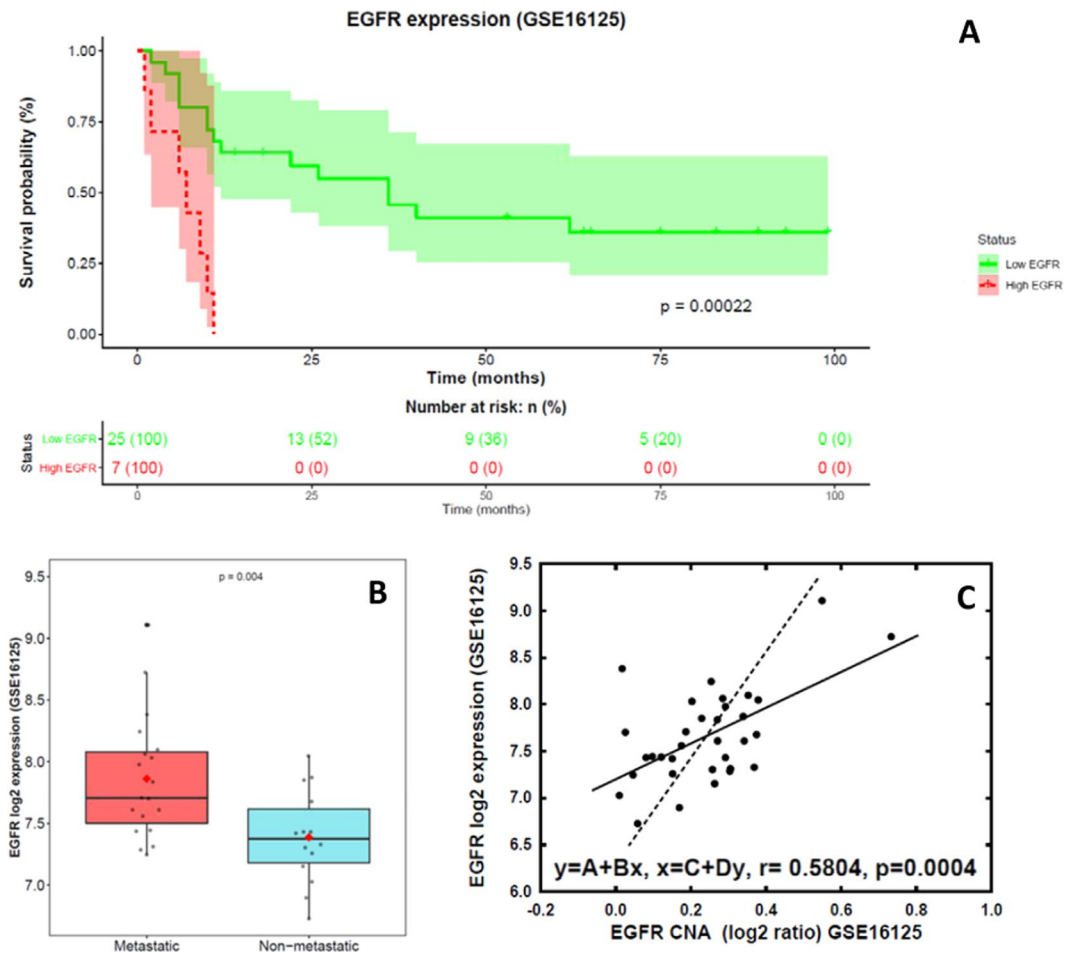 EGFR expression (GSE16125)
A
Survival probability (%)
1.00
0.75
0.50
0.25
0.00
p = 0.00022
0 25 50 75 100
Time (months)
Status
Low EGFR
High EGFR
Number at risk: n (%)
Status
Low EGFR 25 (100) 13 (52) 9 (36) 5 (20) 0 (0)
High EGFR 7 (100) 0 (0) 0 (0) 0 (0) 0 (0)
0 25 50 75 100
Time (months)
B
p = 0.004
EGFR log2 expression (GSE16125)
9.5
9.0
8.5
8.0
7.5
7.0
Metastatic Non-metastatic
C
EGFR log2 expression (GSE16125)
9.5
9.0
8.5
8.0
7.5
7.0
6.5
6.0
y=A+Bx, x=C+Dy, r= 0.5804, p=0.0004
-0.2 0.0 0.2 0.4 0.6 0.8 1.0
EGFR CNA (log2 ratio) GSE16125